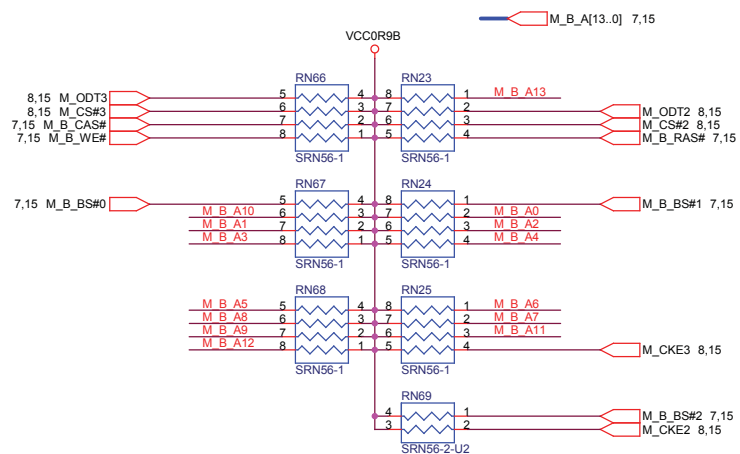 M_B_A[13..0] 7,15
VCC0R9B
RN66 RN23
8,15 M_ODT3 5 4 8 1 M_B_A13
8,15 M_CS#3 6 3 7 2 M_ODT2 8,15
7,15 M_B_CAS# 7 2 6 3 M_CS#2 8,15
7,15 M_B_WE# 8 1 5 4 M_B_RAS# 7,15
SRN56-1 SRN56-1
RN67 RN24
7,15 M_B_BS#0 5 4 8 1 M_B_BS#1 7,15
M_B_A10 6 3 7 2 M_B_A0
M_B_A1 7 2 6 3 M_B_A2
M_B_A3 8 1 5 4 M_B_A4
SRN56-1 SRN56-1
RN68 RN25
M_B_A5 5 4 8 1 M_B_A6
M_B_A8 6 3 7 2 M_B_A7
M_B_A9 7 2 6 3 M_B_A11
M_B_A12 8 1 5 4 M_CKE3 8,15
SRN56-1 SRN56-1
RN69
4 1 M_B_BS#2 7,15
3 2 M_CKE2 8,15
SRN56-2-U2